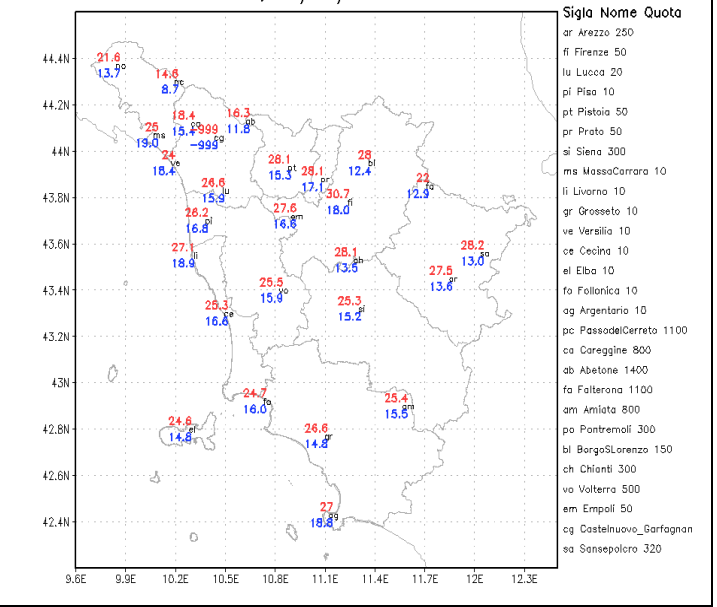 Sigla Nome Quota
ar Arezzo 250
fi Firenze 50
lu Lucca 20
pi Pisa 10
pt Pistoia 50
pr Prato 50
si Siena 300
ms MassaCarrara 10
li Livorno 10
gr Grosseto 10
ve Versilia 10
ce Cecina 10
el Elba 10
fo Follonica 10
ag Argentario 10
pc PassodelCerreto 1100
ca Careggine 800
ab Abetone 1400
fa Falterona 1100
am Amiata 800
po Pontremoli 300
bl BorgoSLorenzo 150
ch Chianti 300
vo Volterra 500
em Empoli 50
cg Castelnuovo_Garfagnan
sa Sansepolcro 320
44.4N
44.2N
44N
43.8N
43.6N
43.4N
43.2N
43N
42.8N
42.6N
42.4N
21.6
po
13.7
14.6
pc
8.7
18.4
ca
15.4
-999
cg
-999
16.3
ab
11.8
25
ms
19.0
24
ve
18.4
28.1
pt
15.3
28.1
pr
17.1
28
bl
12.4
22
fa
12.9
26.6
lu
15.9
30.7
fi
18.0
26.2
pi
16.8
27.6
em
16.6
27.1
li
18.9
28.1
ch
13.5
28.2
sa
13.0
27.5
ar
13.6
25.5
vo
15.9
25.3
ce
16.6
25.3
si
15.2
24.7
fo
16.0
25.4
am
15.5
24.6
el
14.8
26.6
gr
14.8
27
ag
18.8
9.6E 9.9E 10.2E 10.5E 10.8E 11.1E 11.4E 11.7E 12E 12.3E